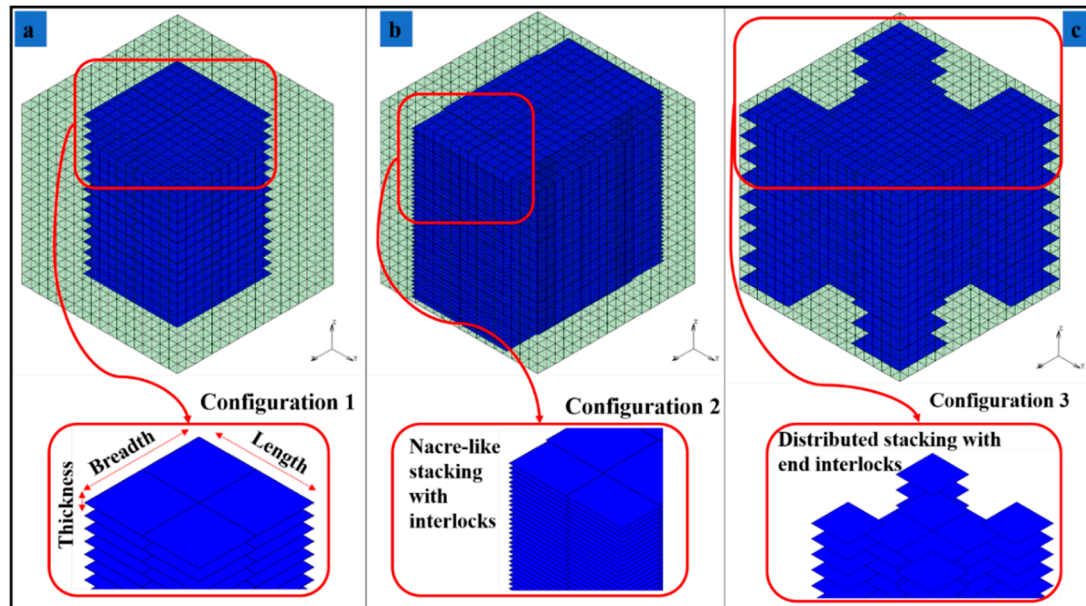 a
b
c
Z
X
Y
Z
X
Y
Z
X
Y
Configuration 1
Configuration 2
Configuration 3
Breadth
Length
Thickness
Nacre-like
stacking
with
interlocks
Distributed stacking with
end interlocks